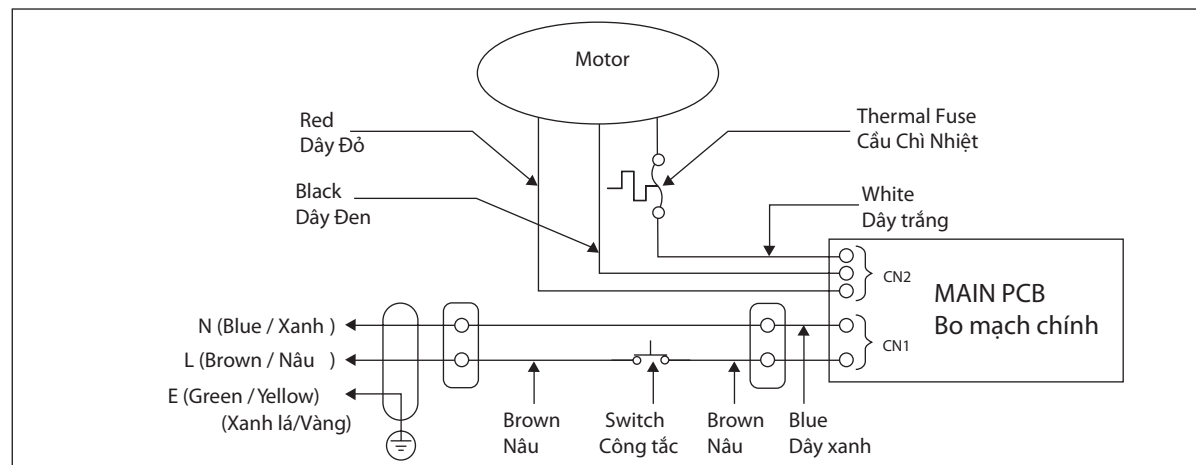 Motor
Red
Dây Đỏ
Thermal Fuse
Cầu Chì Nhiệt
Black
Dây Đen
White
Dây trắng
CN2
MAIN PCB
Bo mạch chính
N (Blue / Xanh )
CN1
L (Brown / Nâu )
E (Green / Yellow)
(Xanh lá/Vàng)
Brown
Nâu
Switch
Công tắc
Brown
Nâu
Blue
Dây xanh